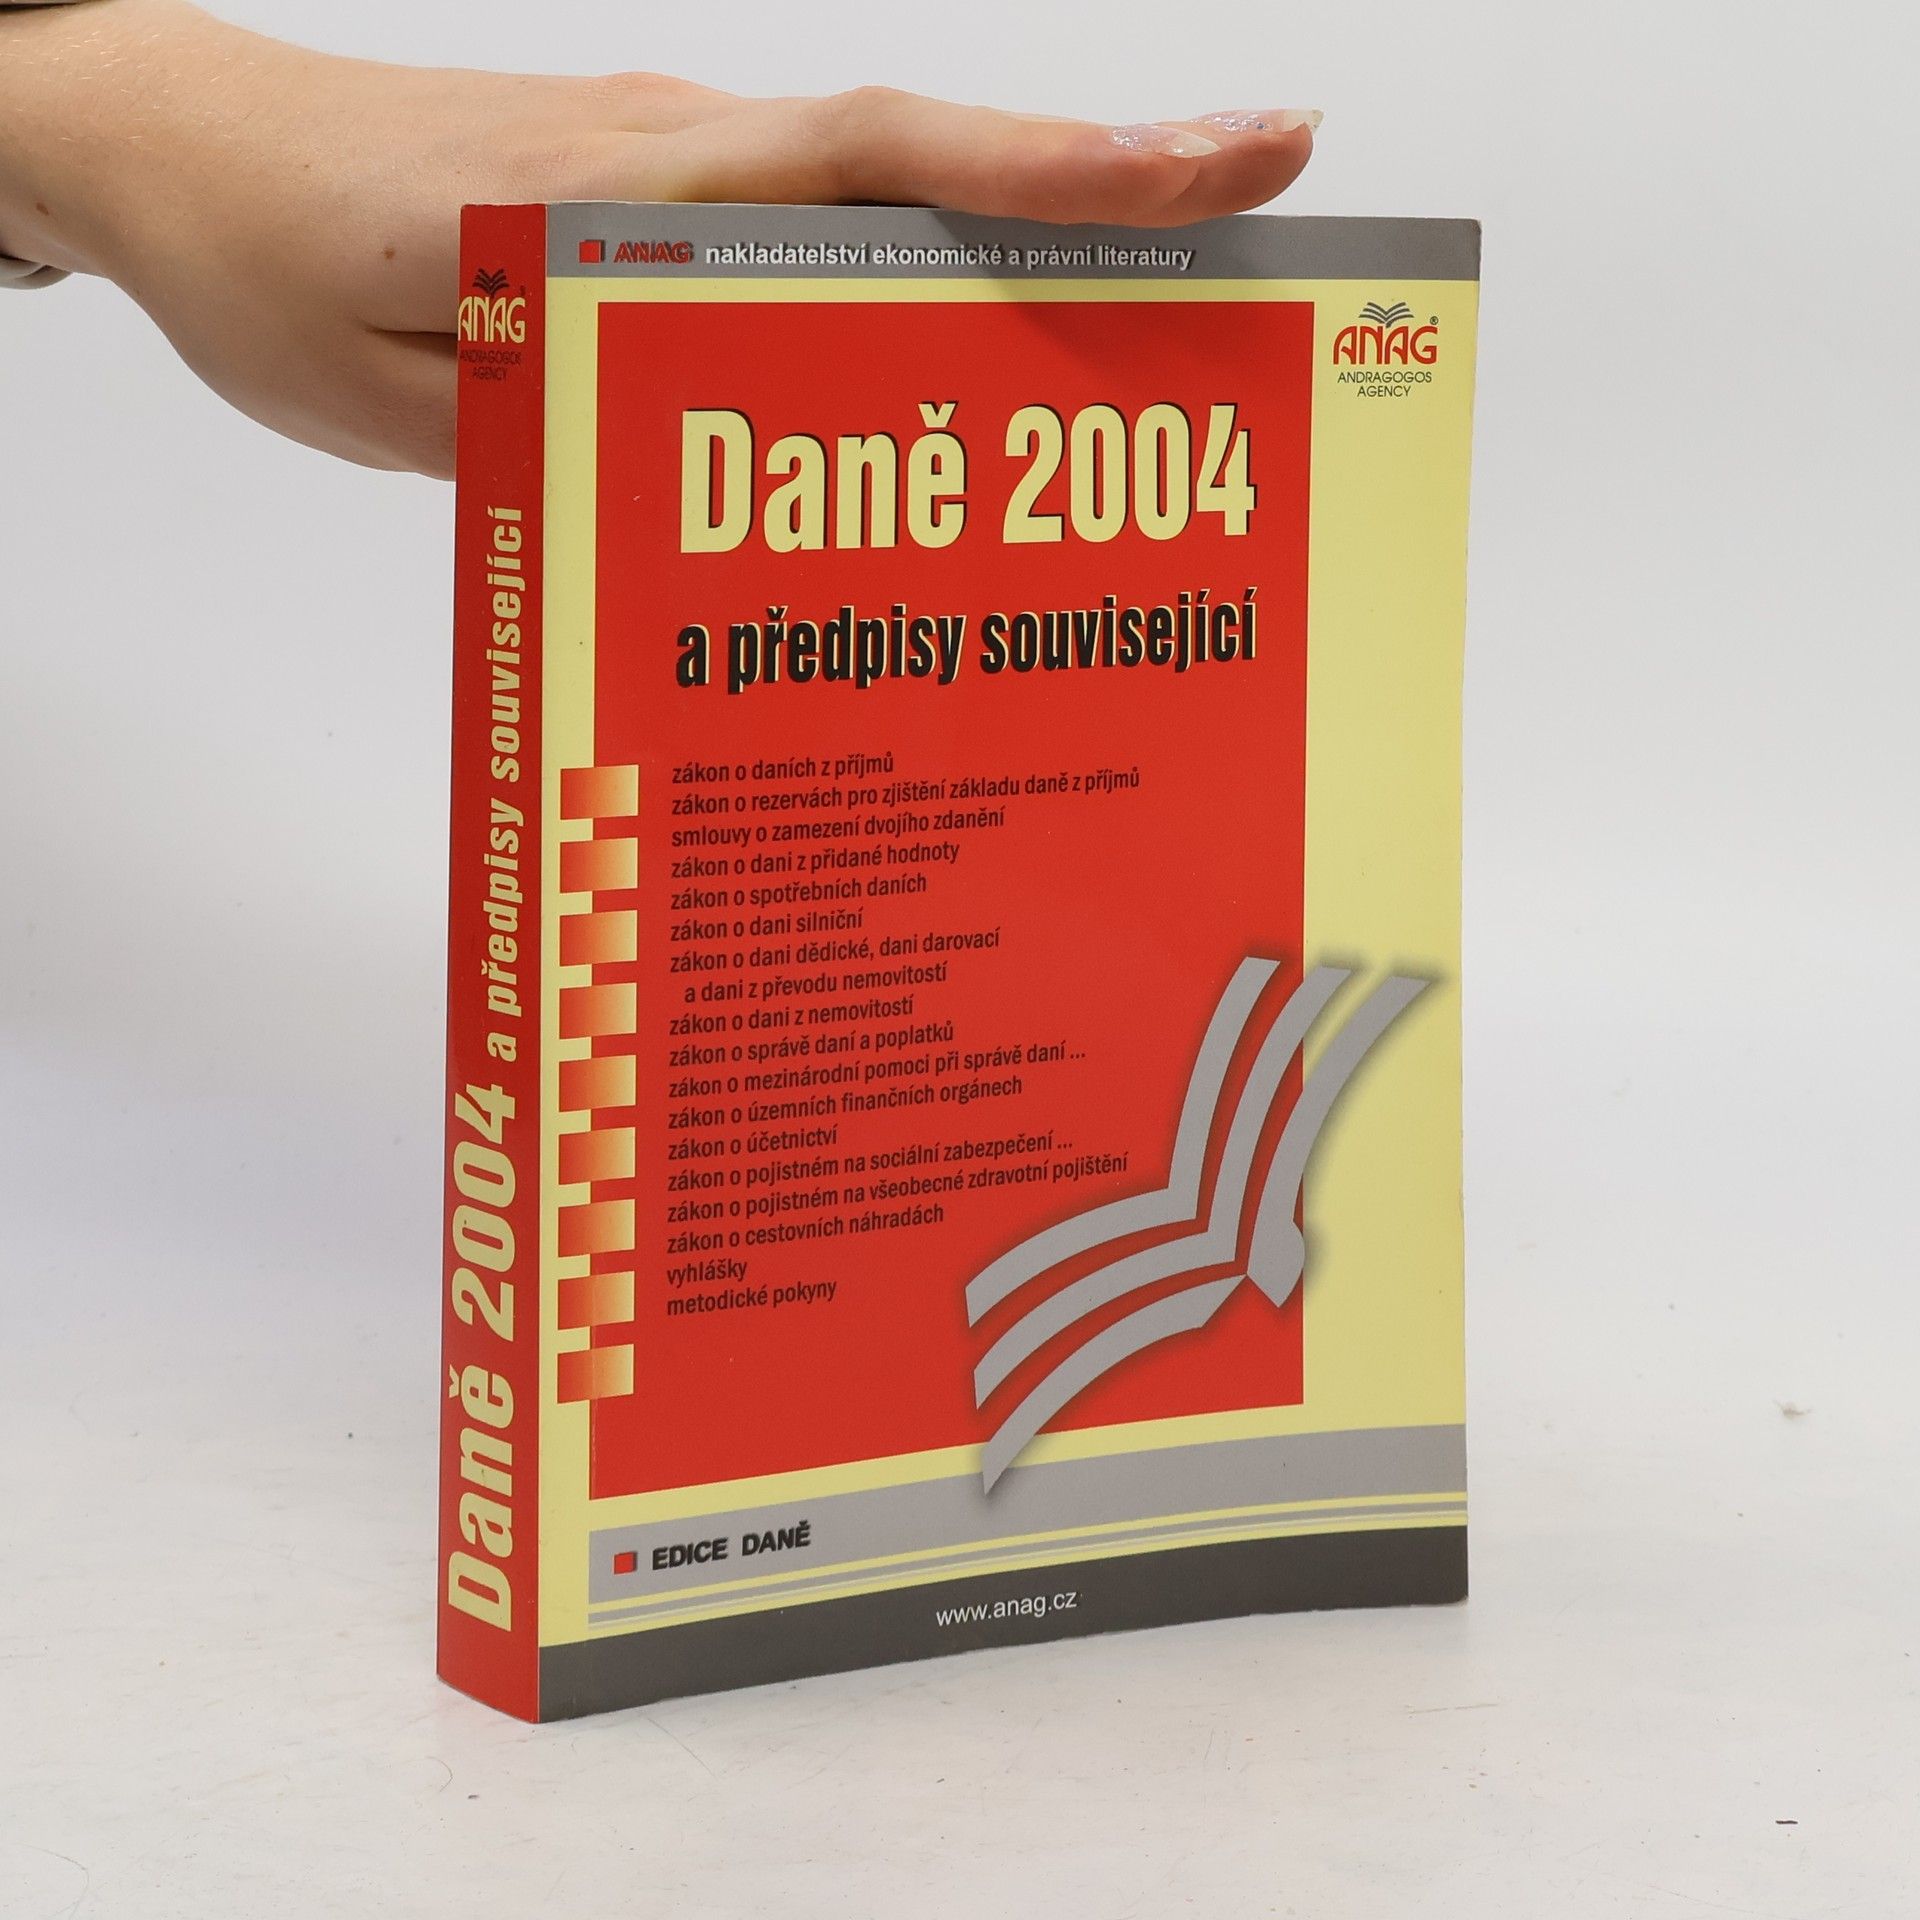 ANAG nakladatelství ekonomické a právní literatury
ANAG®
ANDRAGOGOS
AGENCY
Daně 2004
a předpisy související
zákon o daních z příjmů
zákon o rezervách pro zjištění základu daně z příjmů
smlouvy o zamezení dvojího zdanění
zákon o dani z přidané hodnoty
zákon o spotřebních daních
zákon o dani silniční
zákon o dani dědické, dani darovací
a dani z převodu nemovitostí
zákon o dani z nemovitostí
zákon o správě daní a poplatků
zákon o mezinárodní pomoci při správě daní ...
zákon o územních finančních orgánech
zákon o účetnictví
zákon o pojistném na sociální zabezpečení ...
zákon o pojistném na všeobecné zdravotní pojištění
zákon o cestovních náhradách
vyhlášky
metodické pokyny
EDICE DANĚ
www.anag.cz
ANAG®
ANDRAGOGOS
AGENCY
Daně 2004 a předpisy související